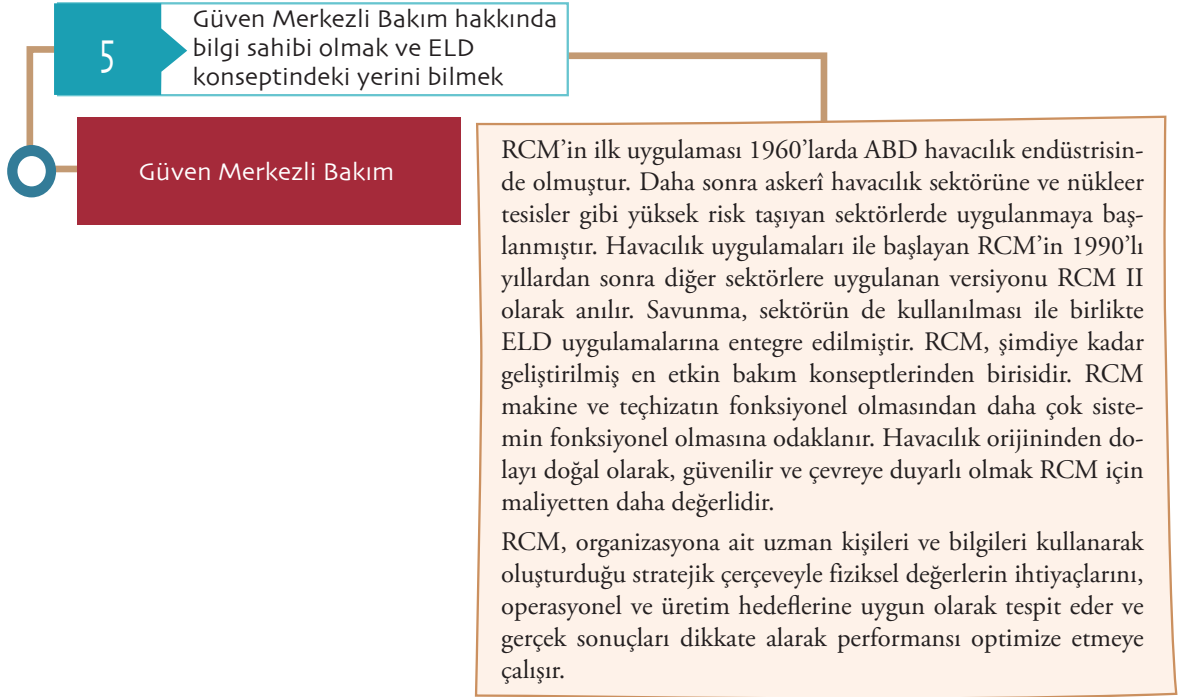 5
Güven Merkezli Bakım hakkında
bilgi sahibi olmak ve ELD
konseptindeki yerini bilmek
Güven Merkezli Bakım
RCM’in ilk uygulaması 1960’larda ABD havacılık endüstrisin-
de olmuştur. Daha sonra askerî havacılık sektörüne ve nükleer
tesisler gibi yüksek risk taşıyan sektörlerde uygulanmaya baş-
lanmıştır. Havacılık uygulamaları ile başlayan RCM’in 1990’lı
yıllardan sonra diğer sektörlere uygulanan versiyonu RCM II
olarak anılır. Savunma, sektörün de kullanılması ile birlikte
ELD uygulamalarına entegre edilmiştir. RCM, şimdiye kadar
geliştirilmiş en etkin bakım konseptlerinden birisidir. RCM
makine ve teçhizatın fonksiyonel olmasından daha çok siste-
min fonksiyonel olmasına odaklanır. Havacılık orijininden do-
layı doğal olarak, güvenilir ve çevreye duyarlı olmak RCM için
maliyetten daha değerlidir.
RCM, organizasyona ait uzman kişileri ve bilgileri kullanarak
oluşturduğu stratejik çerçeveyle fiziksel değerlerin ihtiyaçlarını,
operasyonel ve üretim hedeflerine uygun olarak tespit eder ve
gerçek sonuçları dikkate alarak performansı optimize etmeye
çalışır.